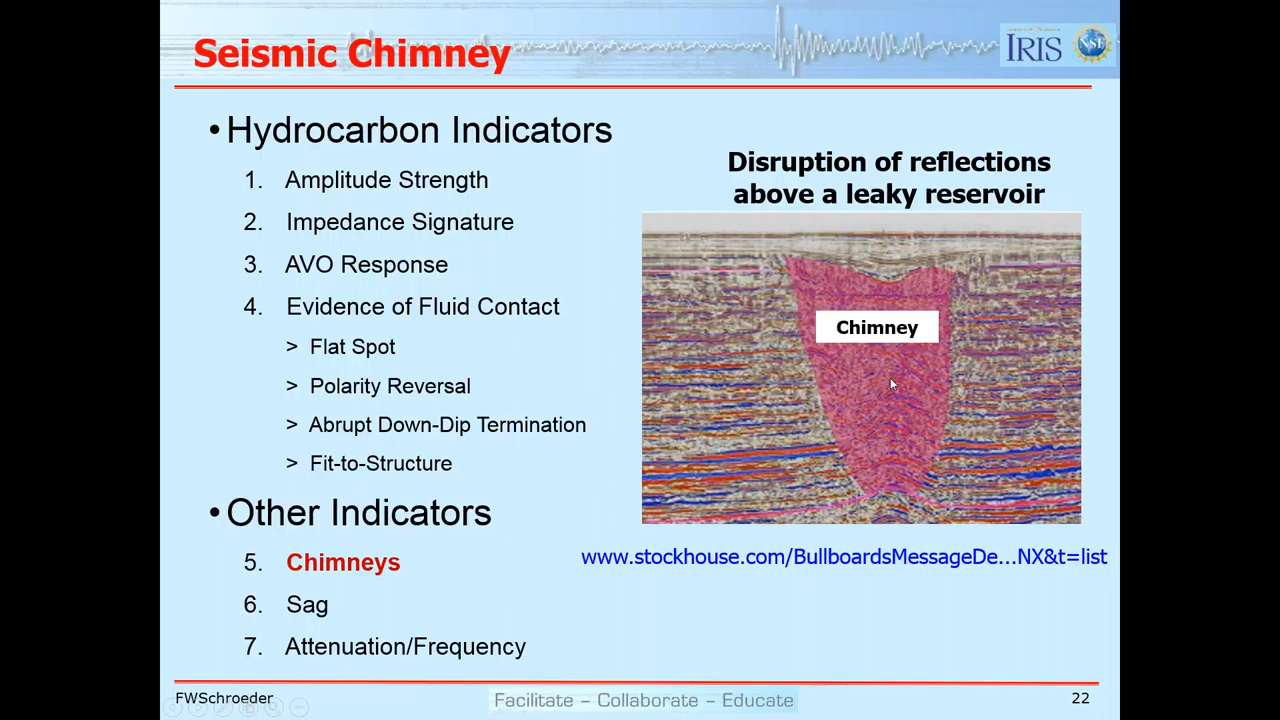 Seismic Chimney
IRIS
NSF
• Hydrocarbon Indicators
1. Amplitude Strength
2. Impedance Signature
3. AVO Response
4. Evidence of Fluid Contact
> Flat Spot
> Polarity Reversal
> Abrupt Down-Dip Termination
> Fit-to-Structure
• Other Indicators
5. Chimneys
6. Sag
7. Attenuation/Frequency
Disruption of reflections
above a leaky reservoir
Chimney
www.stockhouse.com/BullboardsMessageDe...NX&t=list
FWSchroeder
Facilitate – Collaborate – Educate
22